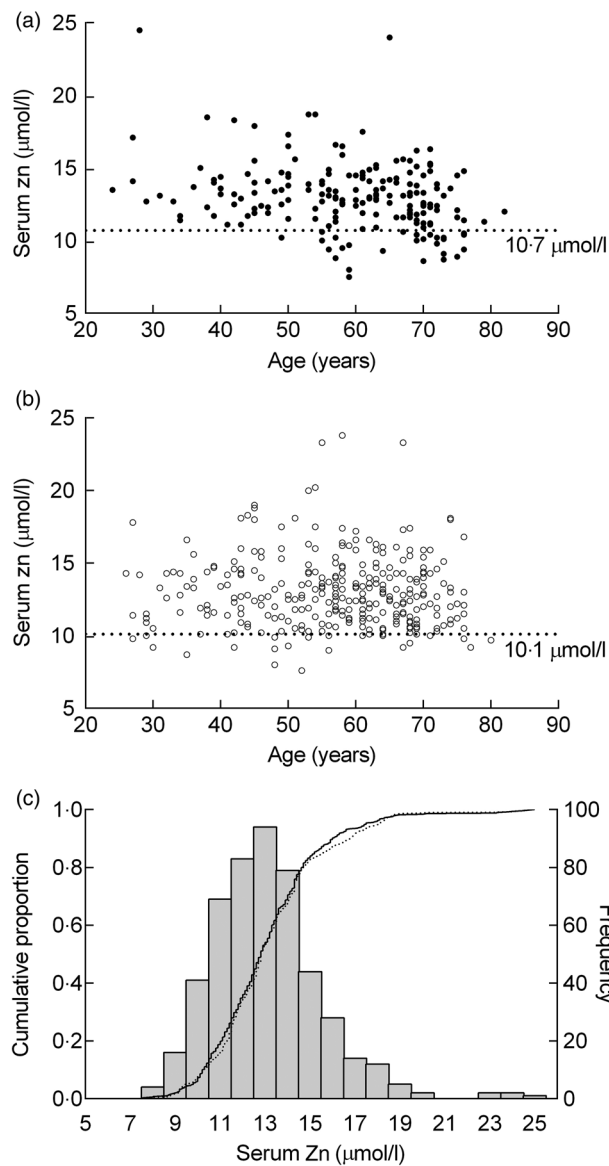 (a)
25
20
15
10
5
Serum zn (μmol/l)
10·7 μmol/l
20 30 40 50 60 70 80 90
Age (years)
(b)
25
20
15
10
5
Serum zn (μmol/l)
10·1 μmol/l
20 30 40 50 60 70 80 90
Age (years)
(c)
1·0
0·8
0·6
0·4
0·2
0·0
Cumulative proportion
100
80
60
40
20
0
Frequency
5 7 9 11 13 15 17 19 21 23 25
Serum Zn (μmol/l)